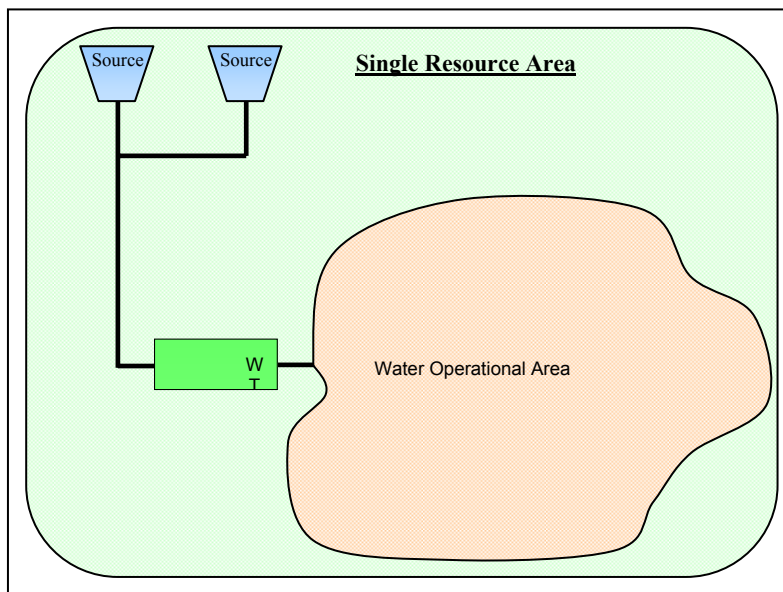 Source
Source
Single Resource Area
W
T
Water Operational Area